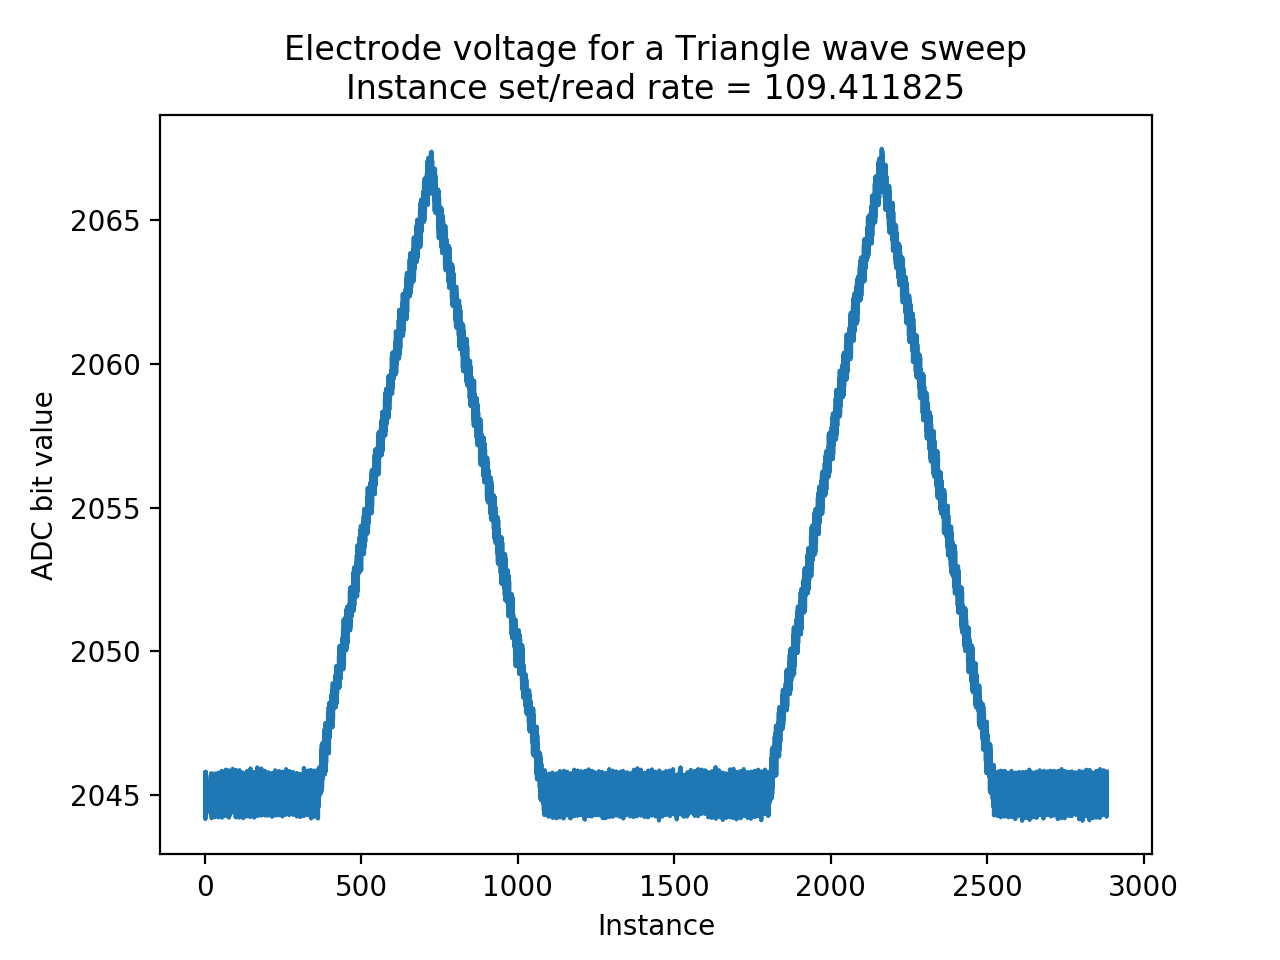 Electrode voltage for a Triangle wave sweep
Instance set/read rate = 109.411825
ADC bit value
2065
2060
2055
2050
2045
0 500 1000 1500 2000 2500 3000
Instance